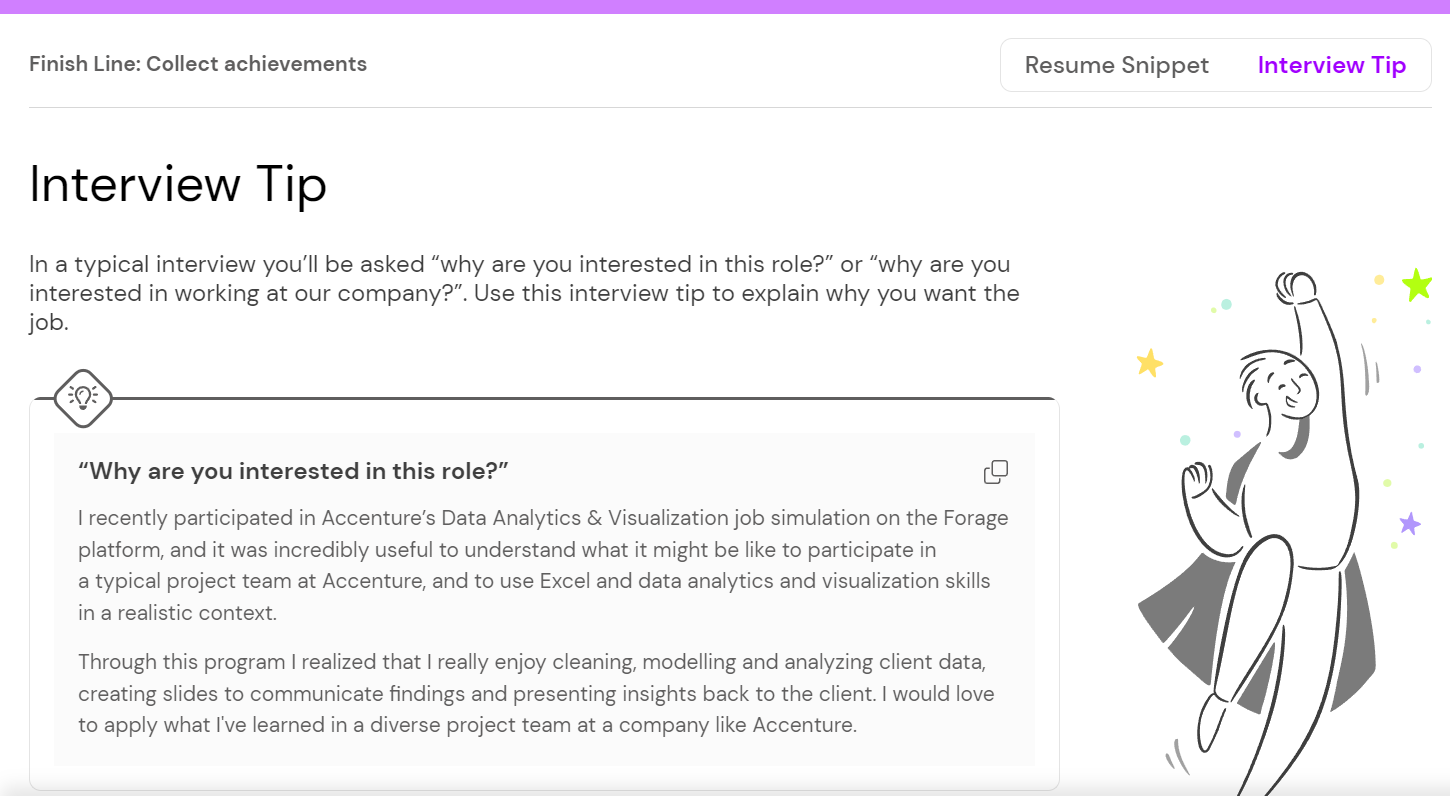 Finish Line: Collect achievements
Resume Snippet
Interview Tip
Interview Tip
In a typical interview you’ll be asked “why are you interested in this role?” or “why are you
interested in working at our company?”. Use this interview tip to explain why you want the
job.
“Why are you interested in this role?”
I recently participated in Accenture’s Data Analytics & Visualization job simulation on the Forage
platform, and it was incredibly useful to understand what it might be like to participate in
a typical project team at Accenture, and to use Excel and data analytics and visualization skills
in a realistic context.
Through this program I realized that I really enjoy cleaning, modelling and analyzing client data,
creating slides to communicate findings and presenting insights back to the client. I would love
to apply what I've learned in a diverse project team at a company like Accenture.